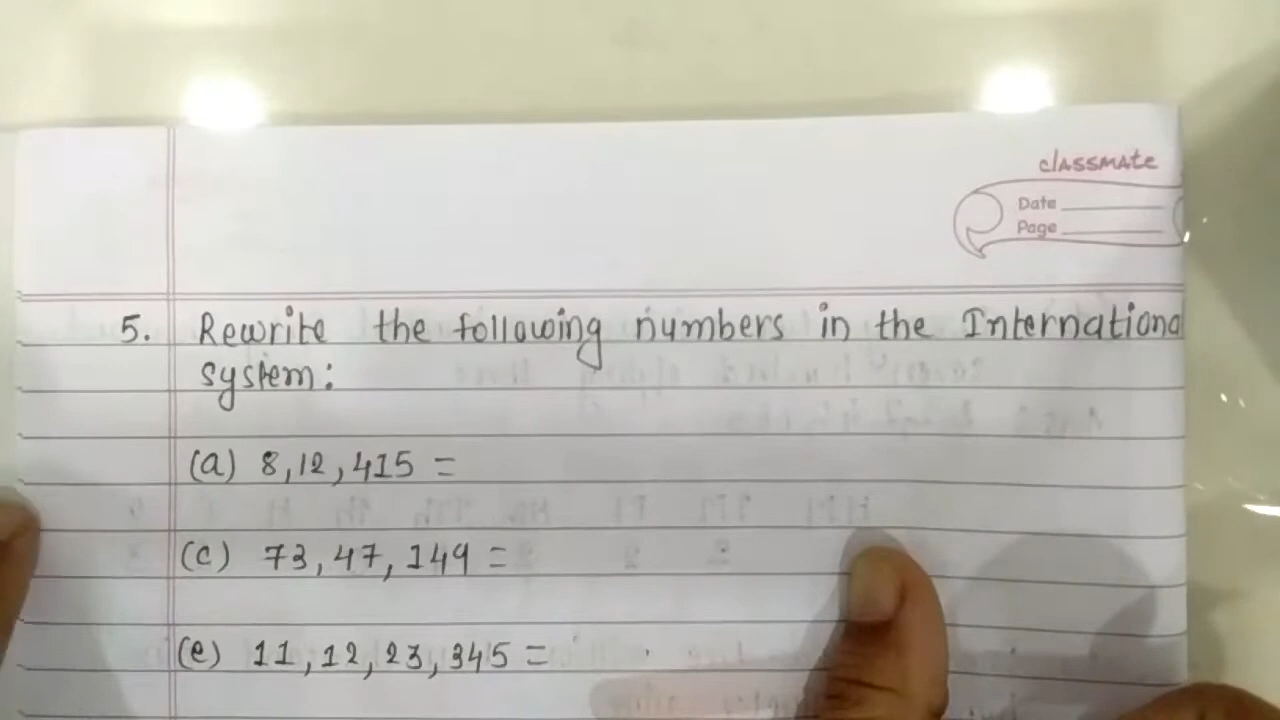 classmate
Date
Page
5. Rewrite the following numbers in the Internationa
system:
(a) 8,12,415 =
(c) 73,47,149 =
(e) 11,12,23,345 =